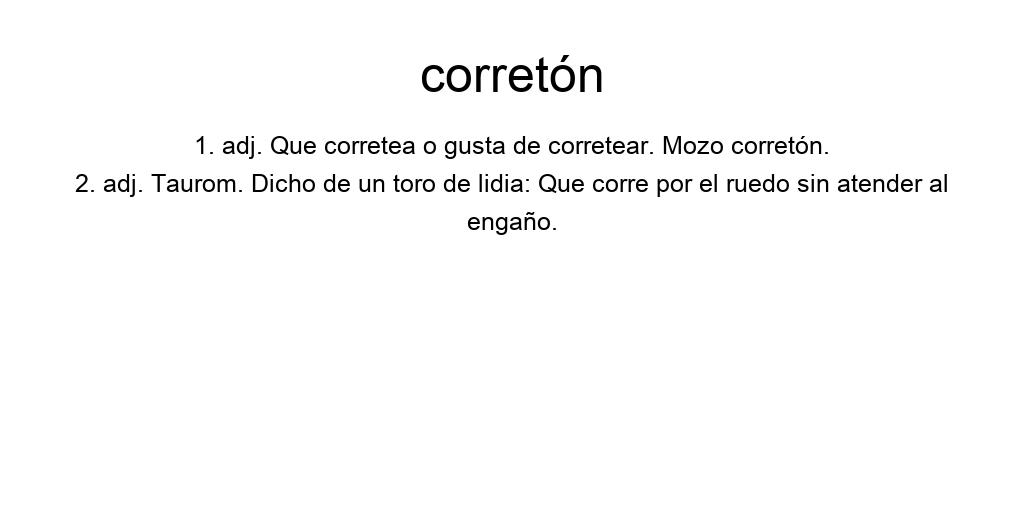 corretón
1. adj. Que corretea o gusta de corretear. Mozo corretón.
2. adj. Taurom. Dicho de un toro de lidia: Que corre por el ruedo sin atender al
engaño.